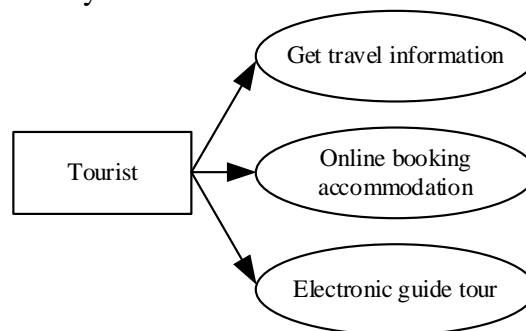 Get travel information
Tourist
Online booking
accommodation
Electronic guide tour